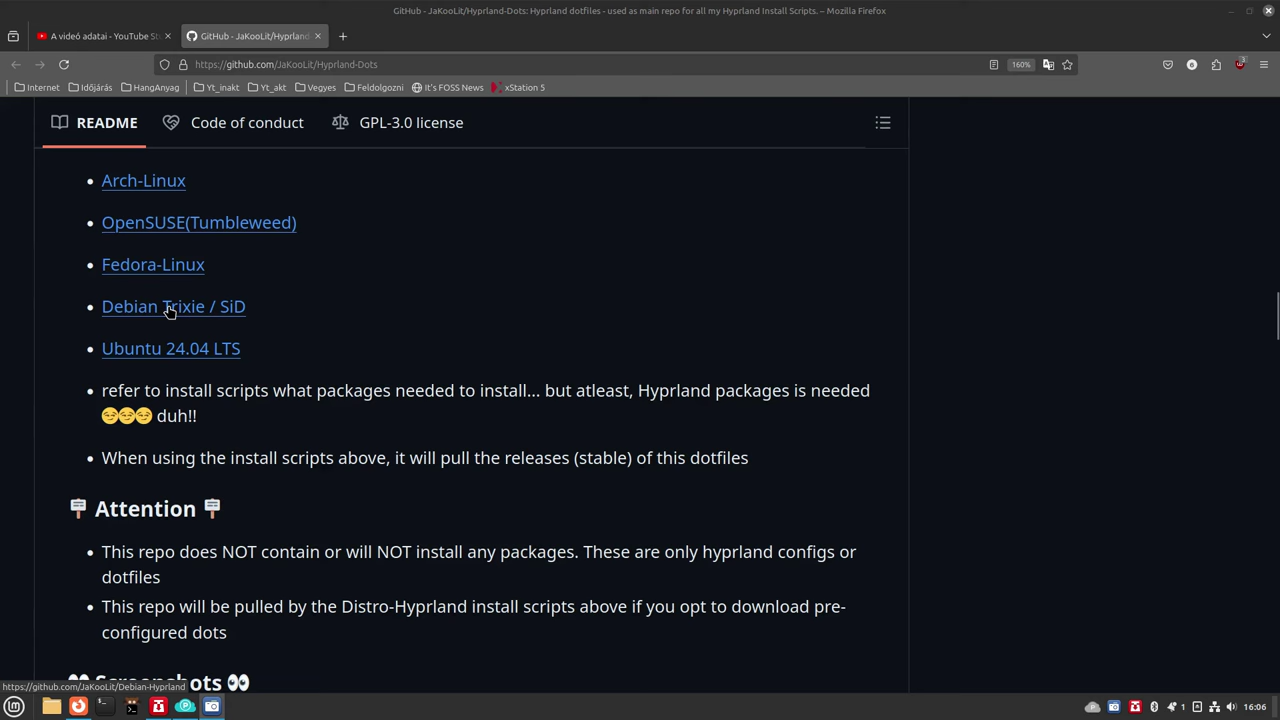 GitHub - JaKooLit/Hyprland-Dots: Hyprland dotfiles - used as main repo for all my Hyprland Install Scripts. – Mozilla Firefox
A videó adatai - YouTube St
GitHub - JaKooLit/Hyprland
https://github.com/JaKooLit/Hyprland-Dots
160%
3
Internet Időjárás HangAnyag Yt_inakt Yt_akt Vegyes Feldolgozni It's FOSS News xStation 5
README Code of conduct GPL-3.0 license
Arch-Linux
OpenSUSE(Tumbleweed)
Fedora-Linux
Debian Trixie / SiD
Ubuntu 24.04 LTS
refer to install scripts what packages needed to install... but atleast, Hyprland packages is needed
😏😏😏 duh!!
When using the install scripts above, it will pull the releases (stable) of this dotfiles
🪧 Attention 🪧
This repo does NOT contain or will NOT install any packages. These are only hyprland configs or
dotfiles
This repo will be pulled by the Distro-Hyprland install scripts above if you opt to download pre-
configured dots
👀 Screenshots 👀
https://github.com/JaKooLit/Debian-Hyprland
1
16:06